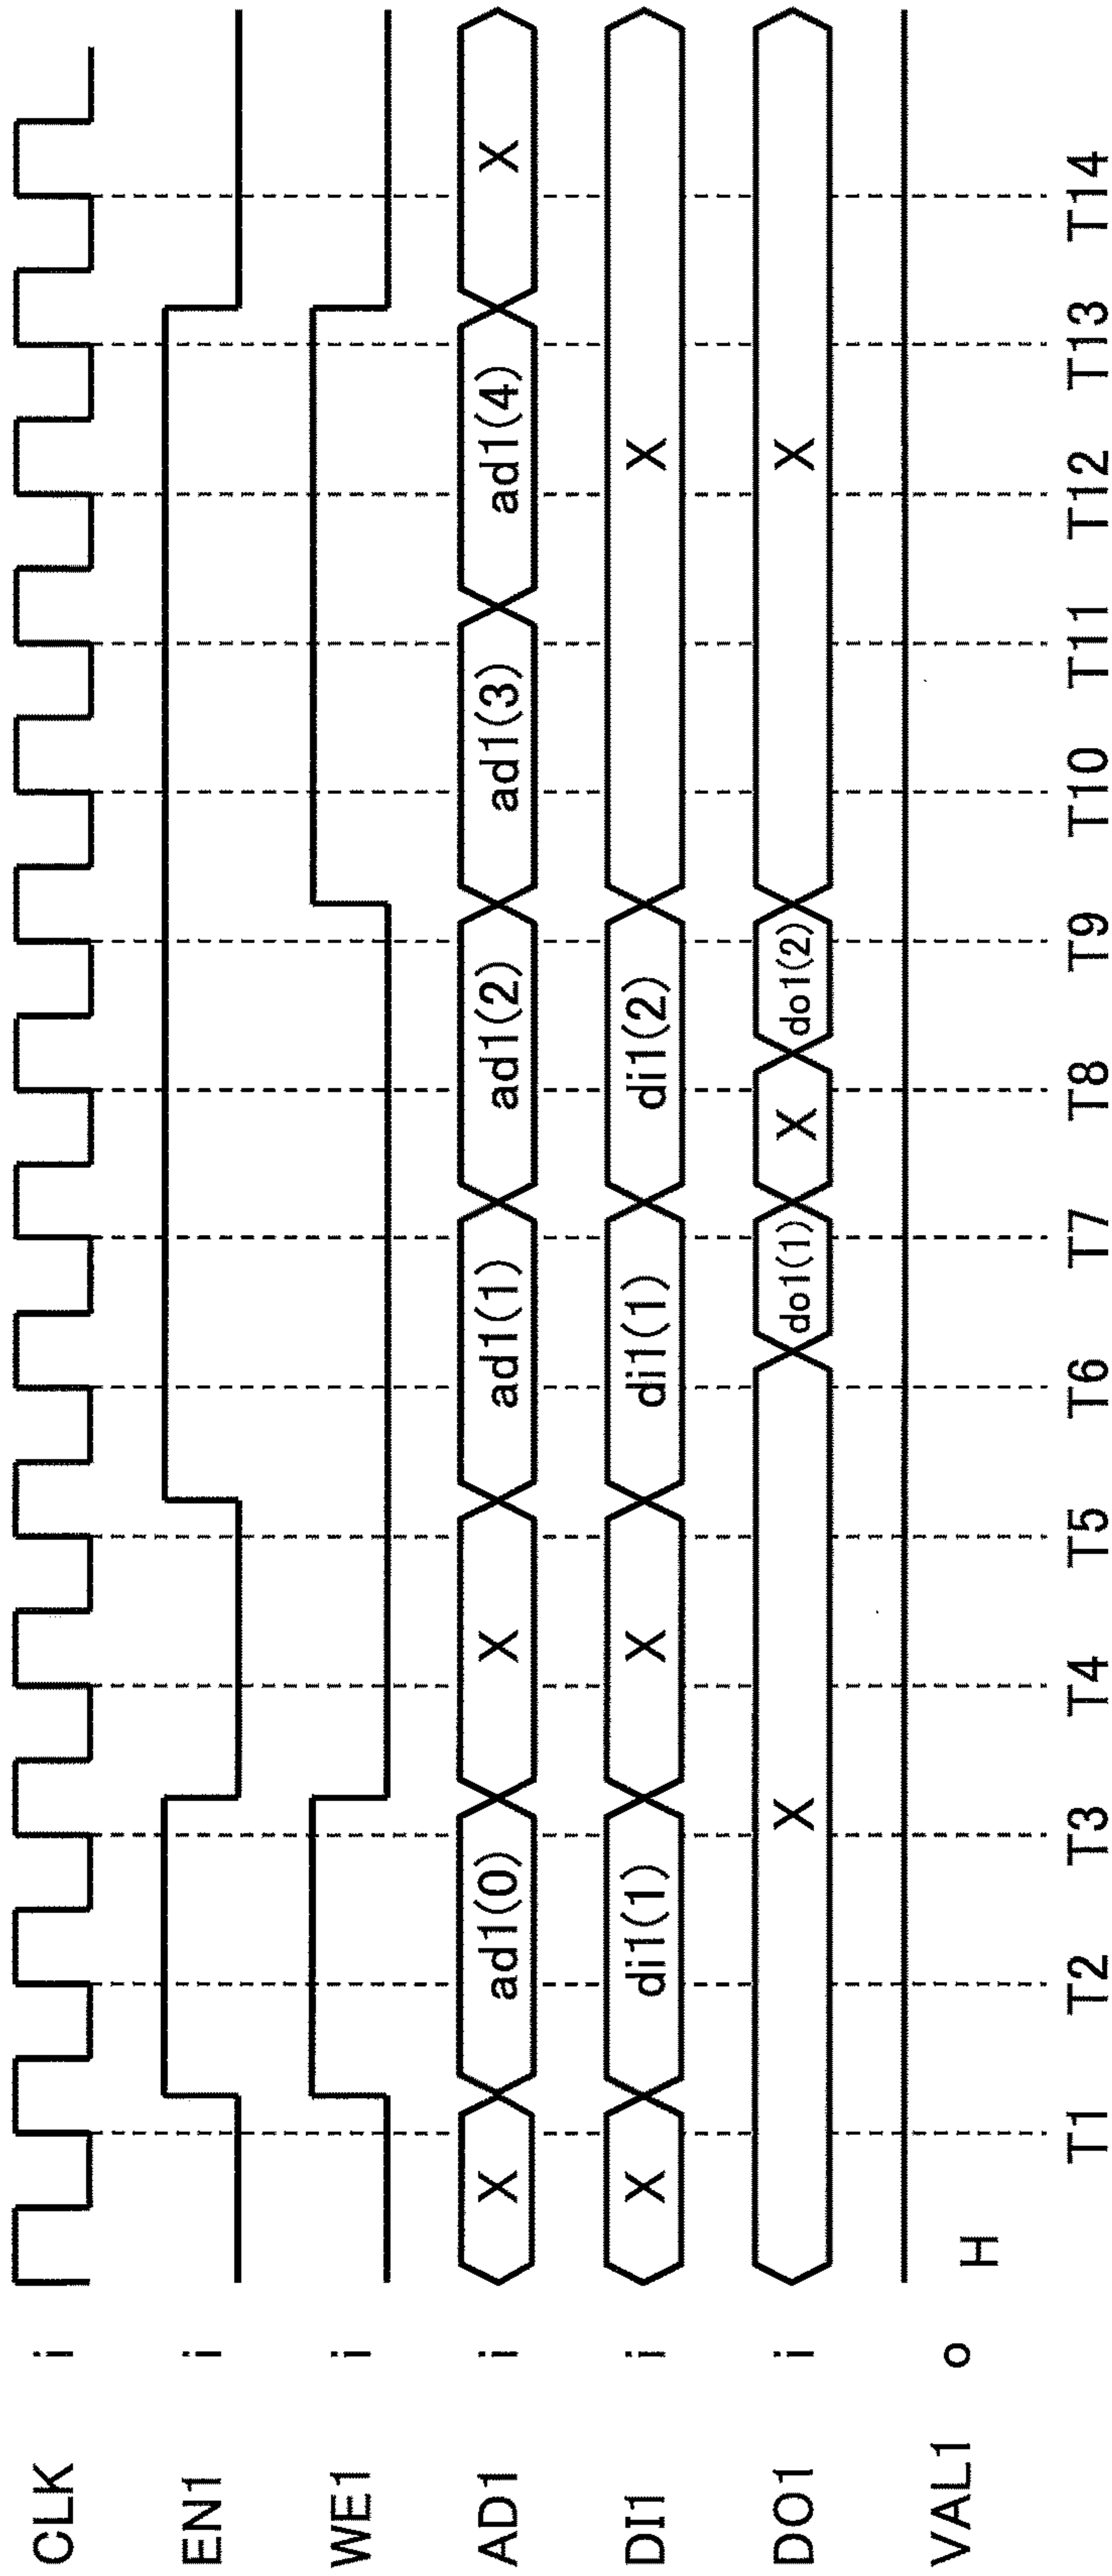 CLK i
EN1 i
WE1 i
AD1 i X ad1(0) X ad1(1) ad1(2) ad1(3) ad1(4) X
DI1 i X di1(1) X di1(1) di1(2) X
DO1 i X do1(1) X do1(2) X
VAL1 o H
T1 T2 T3 T4 T5 T6 T7 T8 T9 T10 T11 T12 T13 T14